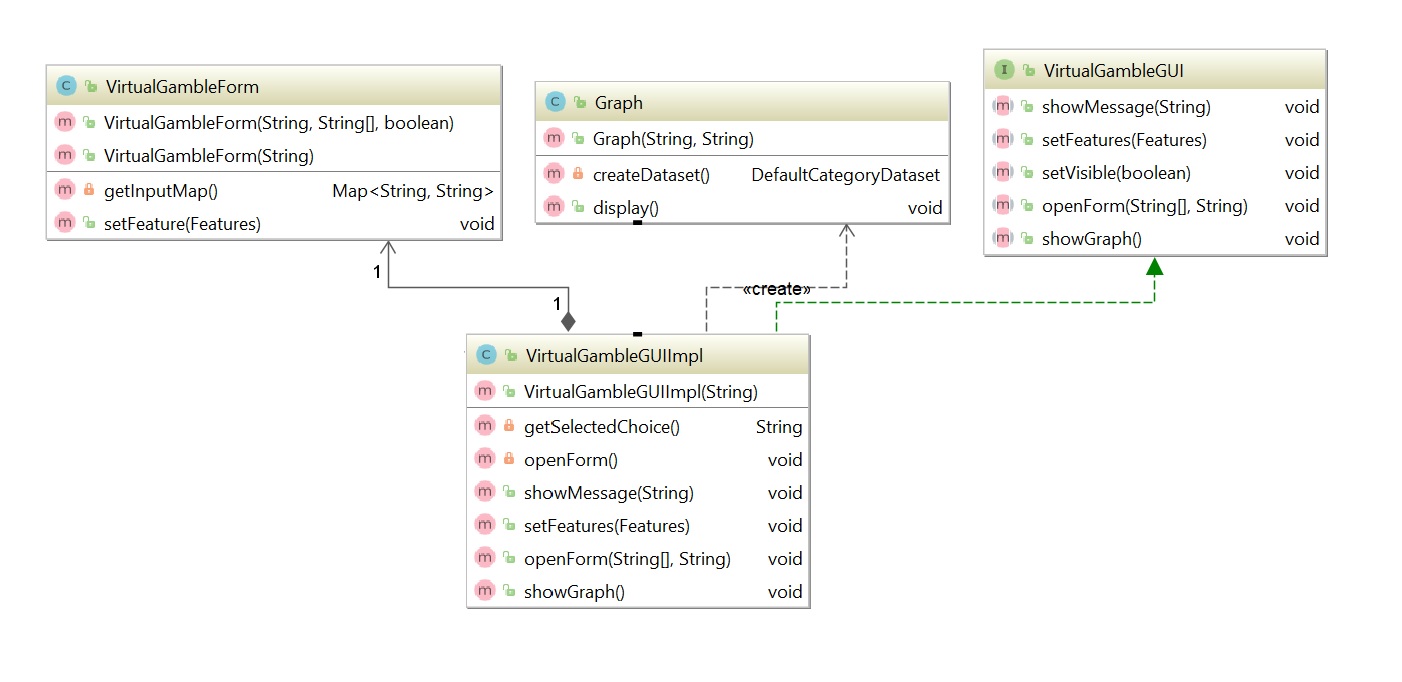 C VirtualGambleForm
m VirtualGambleForm(String, String[], boolean)
m VirtualGambleForm(String)
m getInputMap() Map<String, String>
m setFeature(Features) void
C Graph
m Graph(String, String)
m createDataset() DefaultCategoryDataset
m display() void
I VirtualGambleGUI
m showMessage(String) void
m setFeatures(Features) void
m setVisible(boolean) void
m openForm(String[], String) void
m showGraph() void
1
1
«create»
C VirtualGambleGUIImpl
m VirtualGambleGUIImpl(String)
m getSelectedChoice() String
m openForm() void
m showMessage(String) void
m setFeatures(Features) void
m openForm(String[], String) void
m showGraph() void